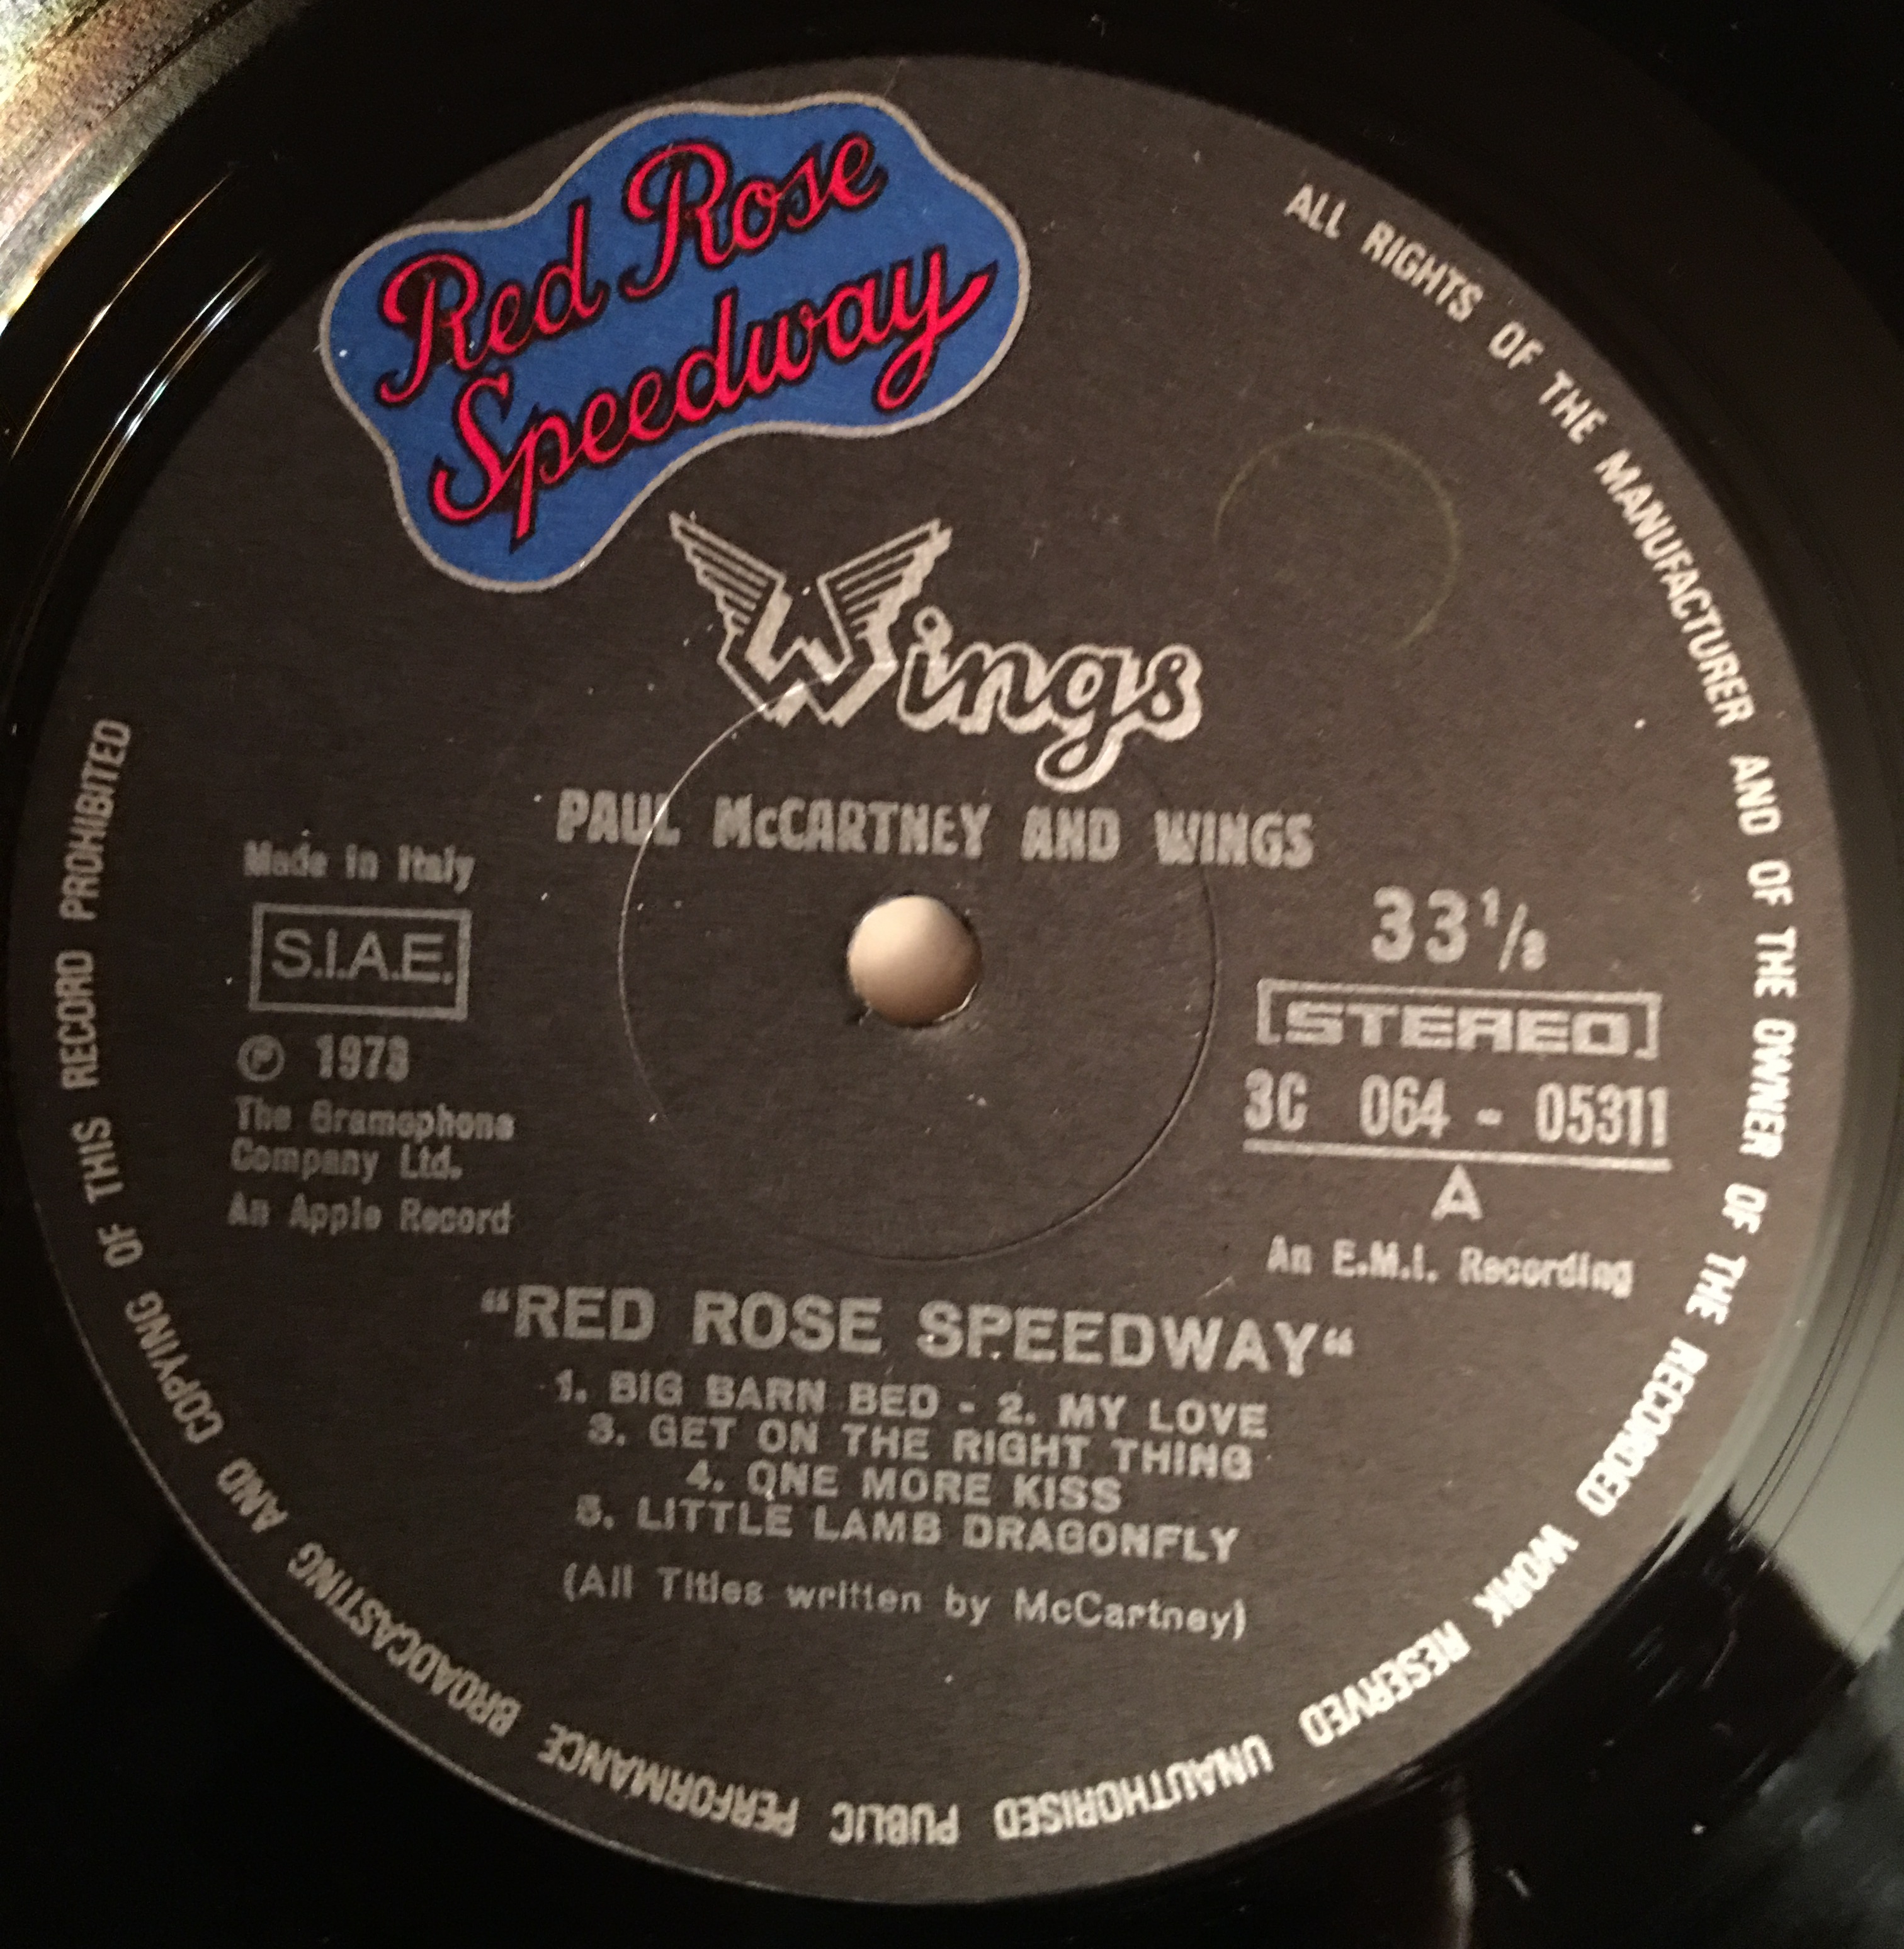 Red Rose
Speedway
Wings
PAUL McCARTNEY AND WINGS
Made in Italy
S.I.A.E.
℗ 1973
The Gramophone
Company Ltd.
An Apple Record
33 1/3
STEREO
3C 064 - 05311
A
An E.M.I. Recording
“RED ROSE SPEEDWAY“
1. BIG BARN BED - 2. MY LOVE
3. GET ON THE RIGHT THING
4. ONE MORE KISS
5. LITTLE LAMB DRAGONFLY
(All Titles written by McCartney)
ALL RIGHTS OF THE MANUFACTURER AND OF THE OWNER OF THE RECORDED WORK RESERVED UNAUTHORISED PUBLIC PERFORMANCE BROADCASTING AND COPYING OF THIS RECORD PROHIBITED